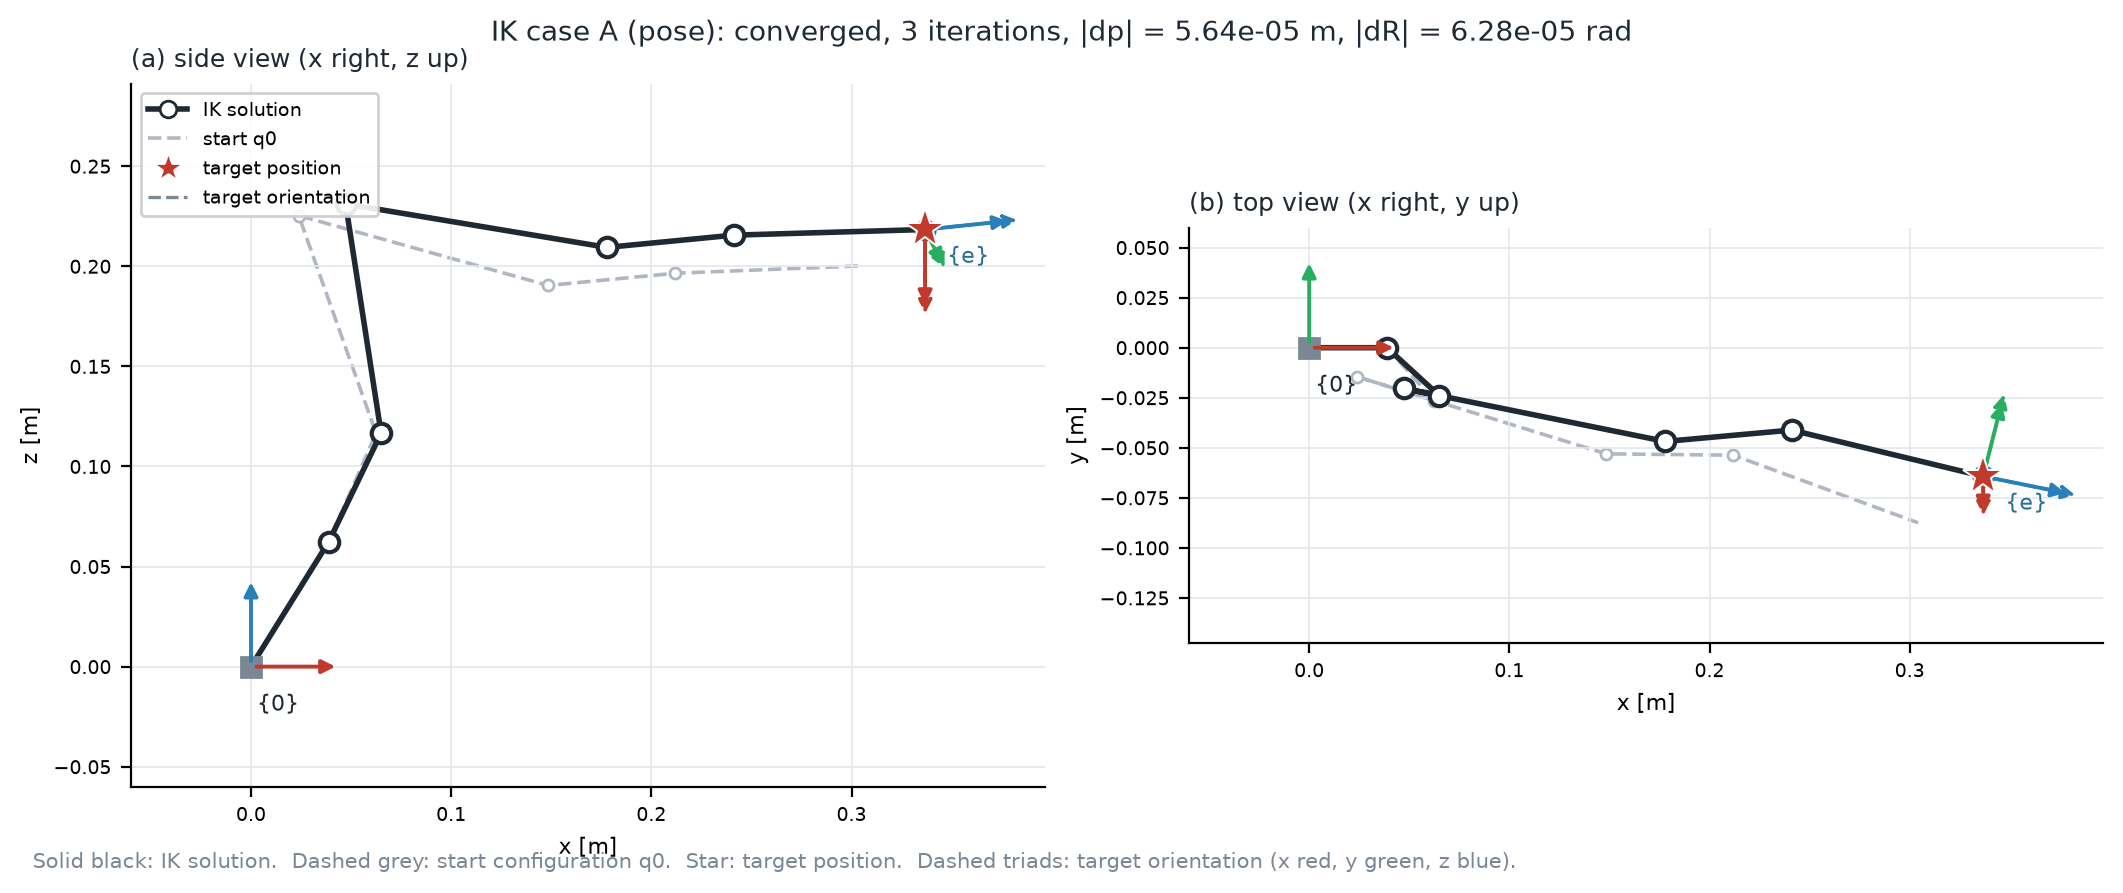 IK case A (pose): converged, 3 iterations, |dp| = 5.64e-05 m, |dR| = 6.28e-05 rad
(a) side view (x right, z up)
IK solution
start q0
target position
target orientation
0.25
0.20
0.15
0.10
0.05
0.00
−0.05
z [m]
{e}
{0}
0.0
0.1
0.2
0.3
x [m]
(b) top view (x right, y up)
0.050
0.025
0.000
−0.025
−0.050
−0.075
−0.100
−0.125
y [m]
{0}
{e}
0.0
0.1
0.2
0.3
x [m]
Solid black: IK solution.  Dashed grey: start configuration q0.  Star: target position.  Dashed triads: target orientation (x red, y green, z blue).